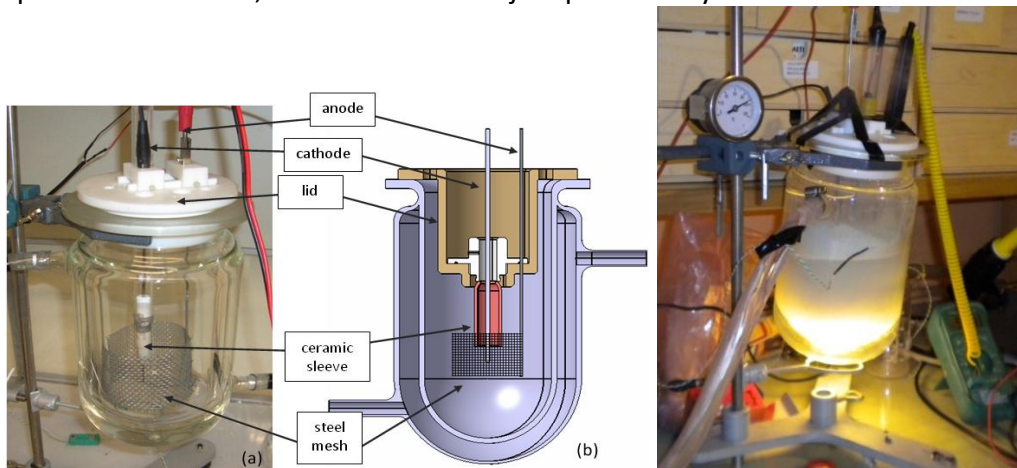 anode
cathode
lid
ceramic
sleeve
steel
mesh
(a)
(b)